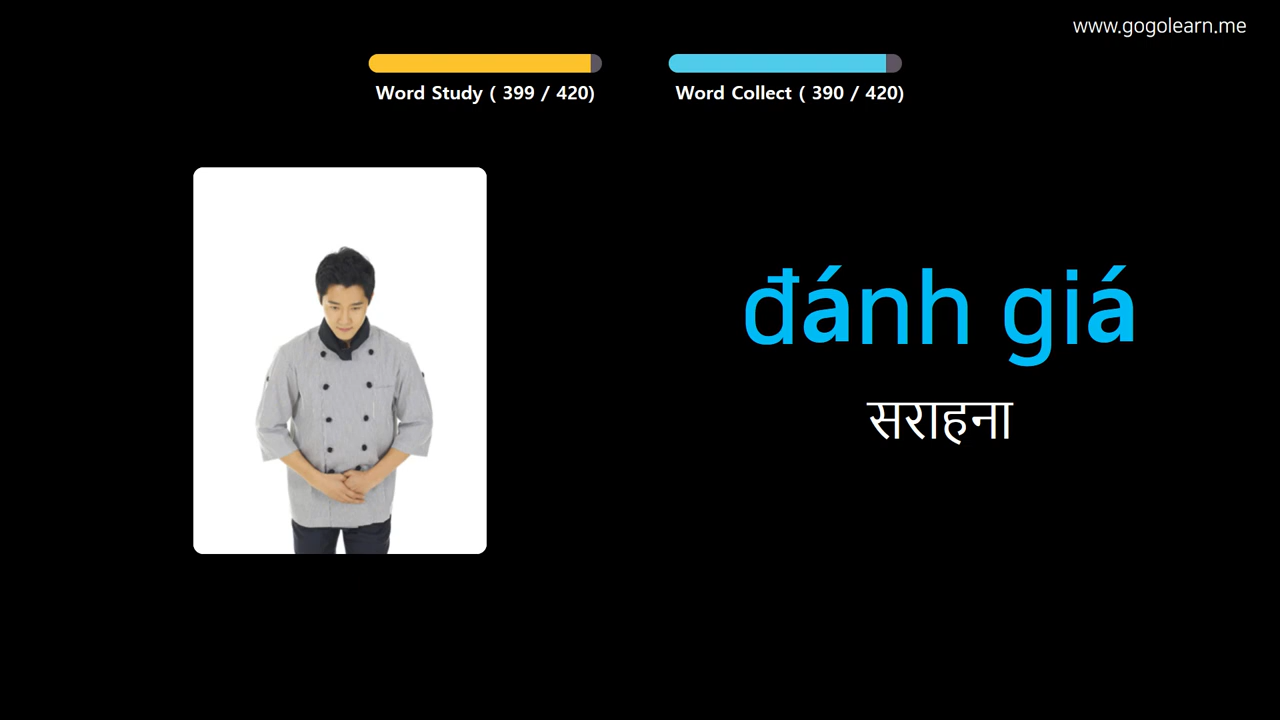 www.gogolearn.me
Word Study ( 399 / 420)
Word Collect ( 390 / 420)
đánh giá
सराहना